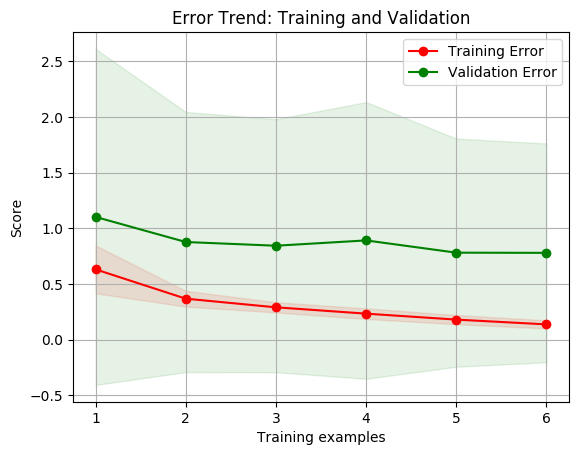 Error Trend: Training and Validation
Training Error
Validation Error
2.5
2.0
1.5
1.0
0.5
0.0
−0.5
Score
1 2 3 4 5 6
Training examples